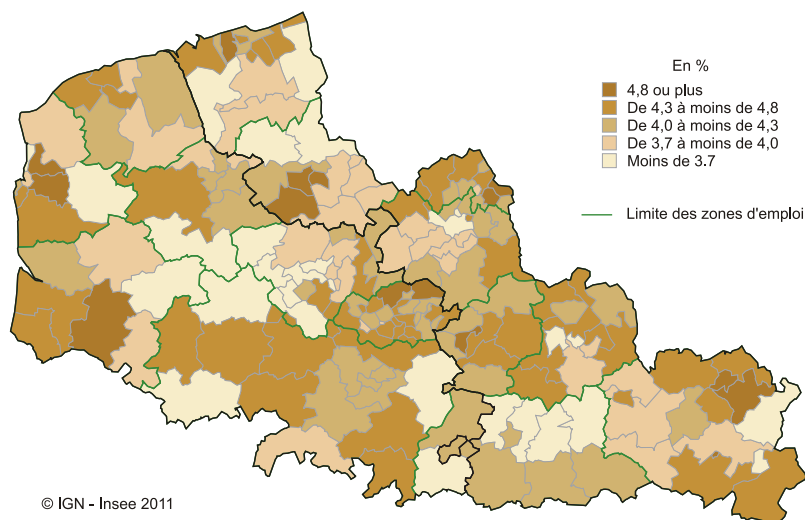 En %
4,8 ou plus
De 4,3 à moins de 4,8
De 4,0 à moins de 4,3
De 3,7 à moins de 4,0
Moins de 3.7
Limite des zones d'emploi
© IGN - Insee 2011